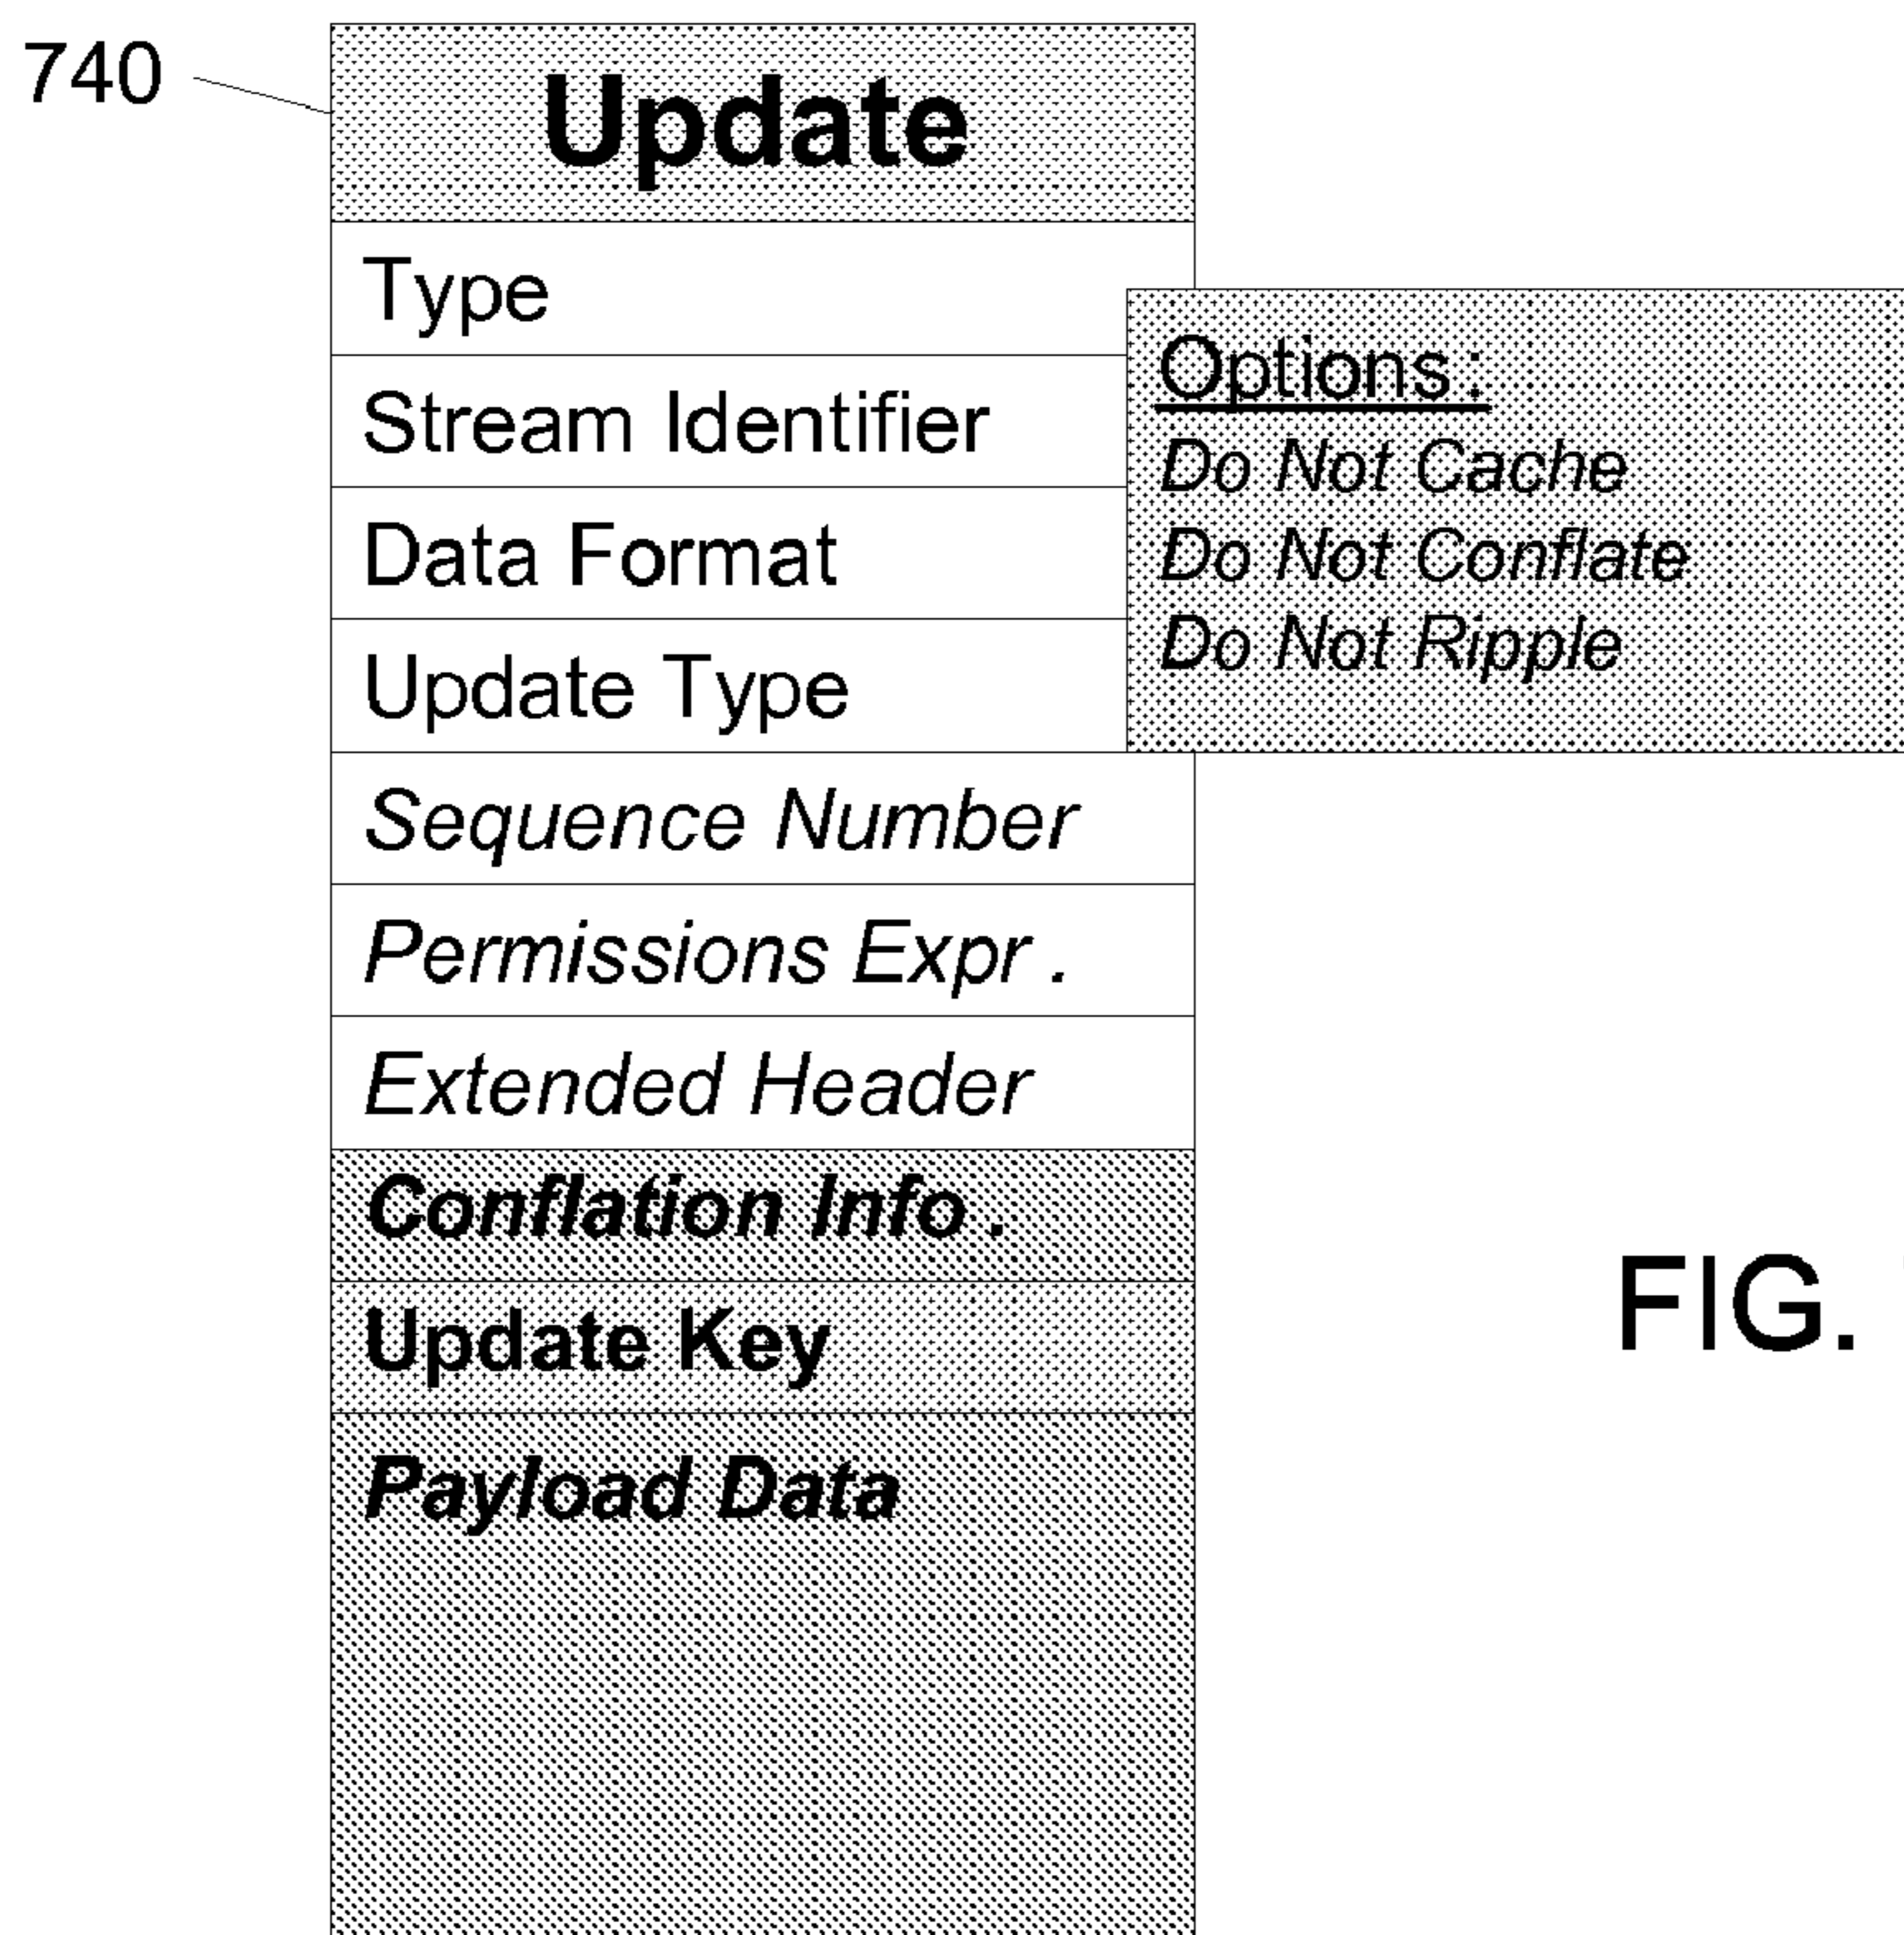 740
Update
Type
Stream Identifier
Data Format
Update Type
Options :
Do Not Cache
Do Not Conflate
Do Not Ripple
Sequence Number
Permissions Expr .
Extended Header
Conflation Info .
Update Key
Payload Data
FIG.